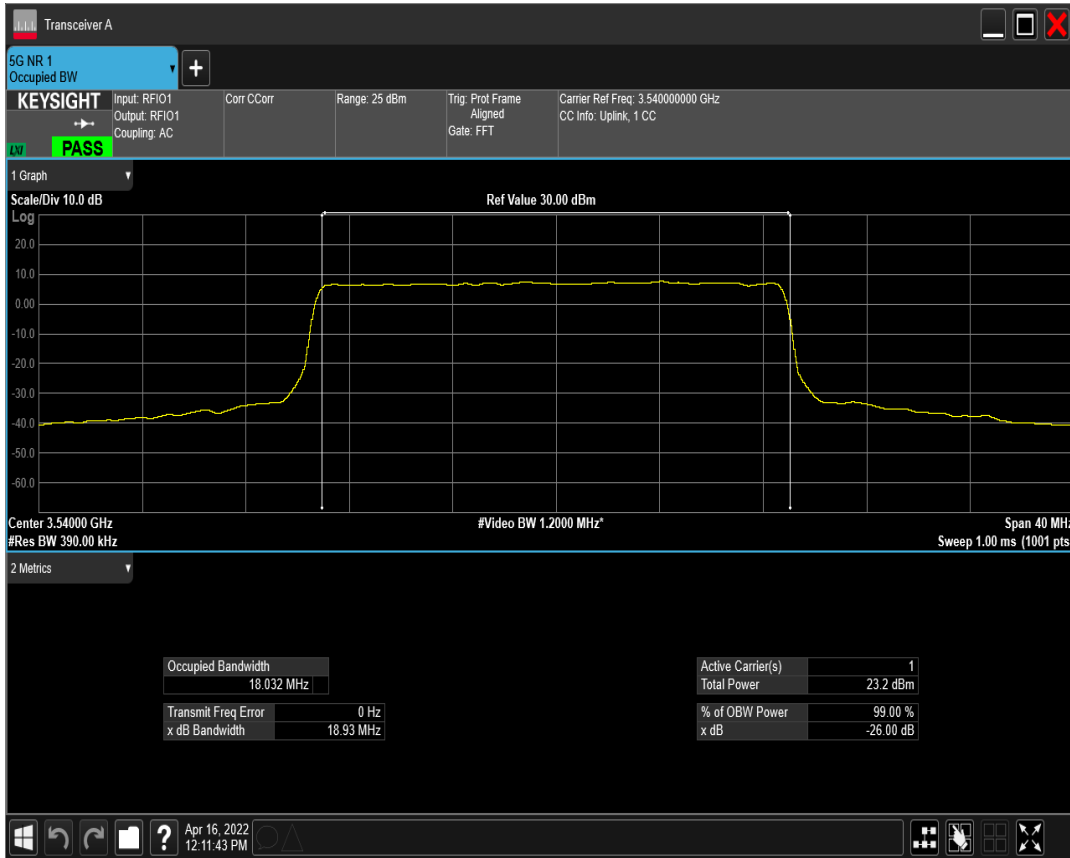 Transceiver A
5G NR 1
Occupied BW
KEYSIGHT
LXI
PASS
Input: RFIO1
Output: RFIO1
Coupling: AC
Corr CCorr
Range: 25 dBm
Trig: Prot Frame
Aligned
Gate: FFT
Carrier Ref Freq: 3.540000000 GHz
CC Info: Uplink, 1 CC
1 Graph
Scale/Div 10.0 dB
Ref Value 30.00 dBm
Log
20.0
10.0
0.00
-10.0
-20.0
-30.0
-40.0
-50.0
-60.0
Center 3.54000 GHz
#Video BW 1.2000 MHz*
Span 40 MHz
#Res BW 390.00 kHz
Sweep 1.00 ms (1001 pts
2 Metrics
Occupied Bandwidth
18.032 MHz
Transmit Freq Error 0 Hz
x dB Bandwidth 18.93 MHz
Active Carrier(s) 1
Total Power 23.2 dBm
% of OBW Power 99.00 %
x dB -26.00 dB
?
Apr 16, 2022
12:11:43 PM